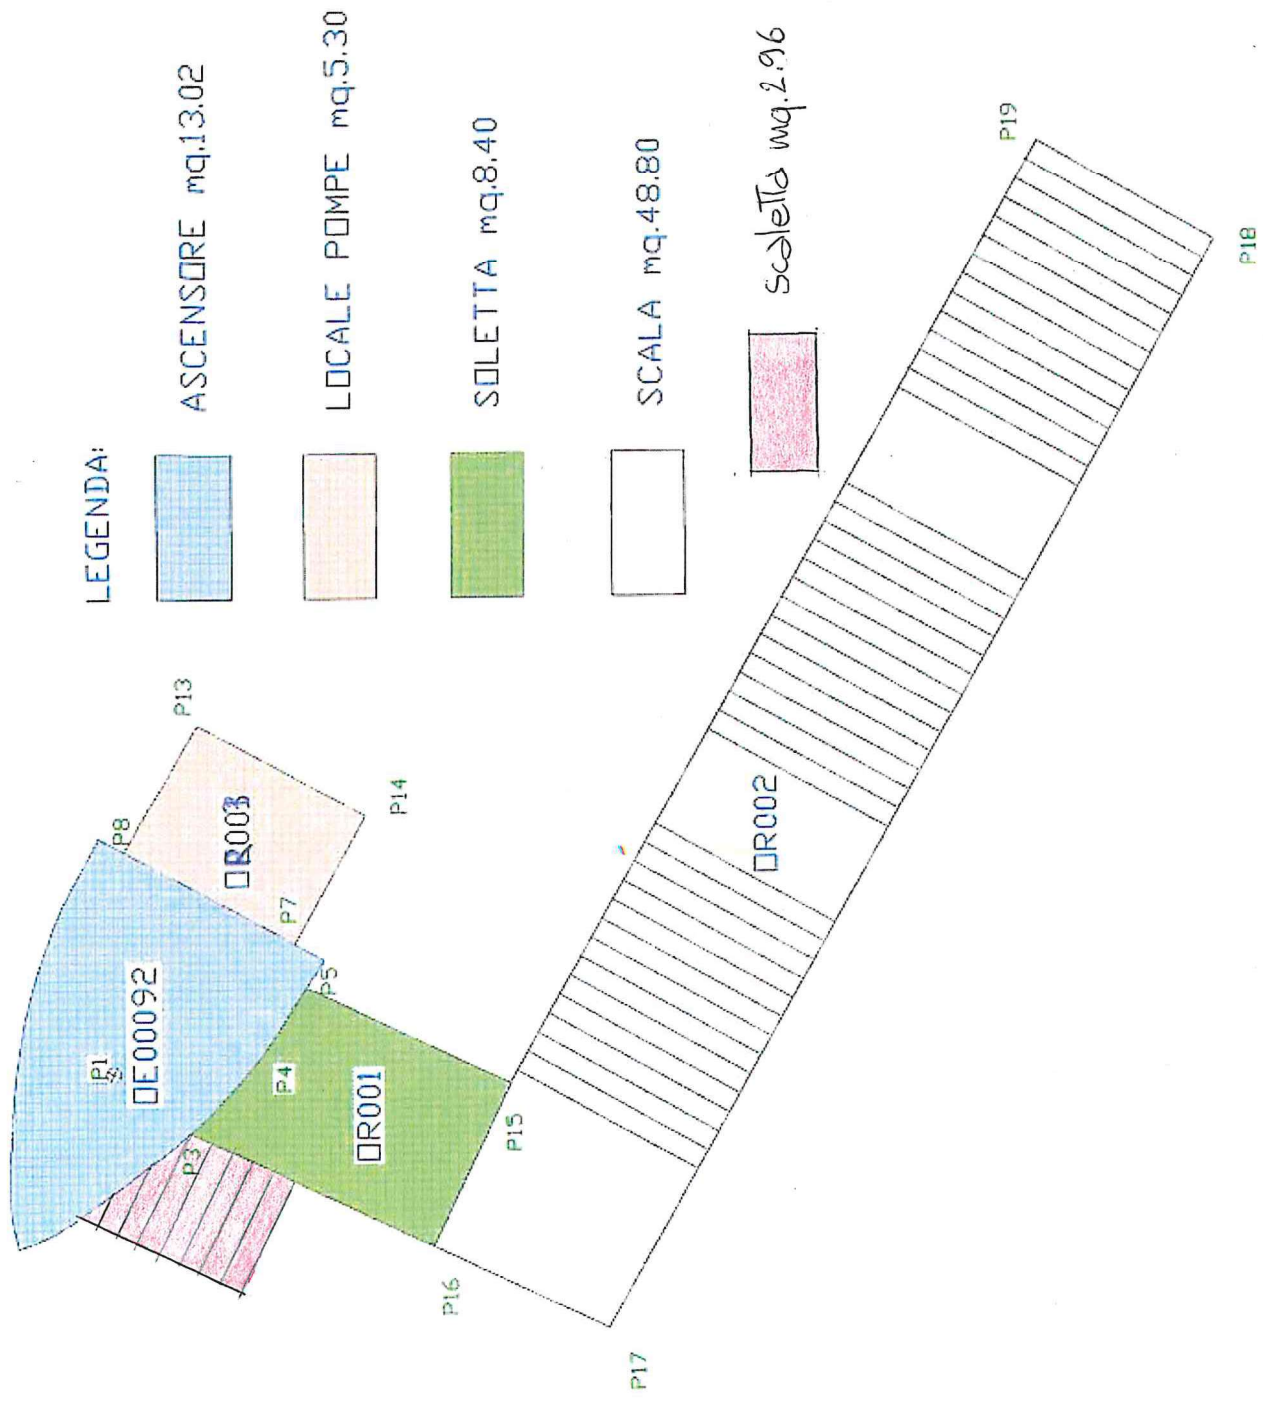 LEGENDA:
ASCENSORE mq.13.02
LOCALE POMPE mq.5.30
SOLETTA mq.8.40
SCALA mq.48.80
scaletta mq.2.96
P1
OE00092
P3
P4
P5
P7
P8
P13
P14
OR003
OR001
P15
P16
P17
OR002
P18
P19